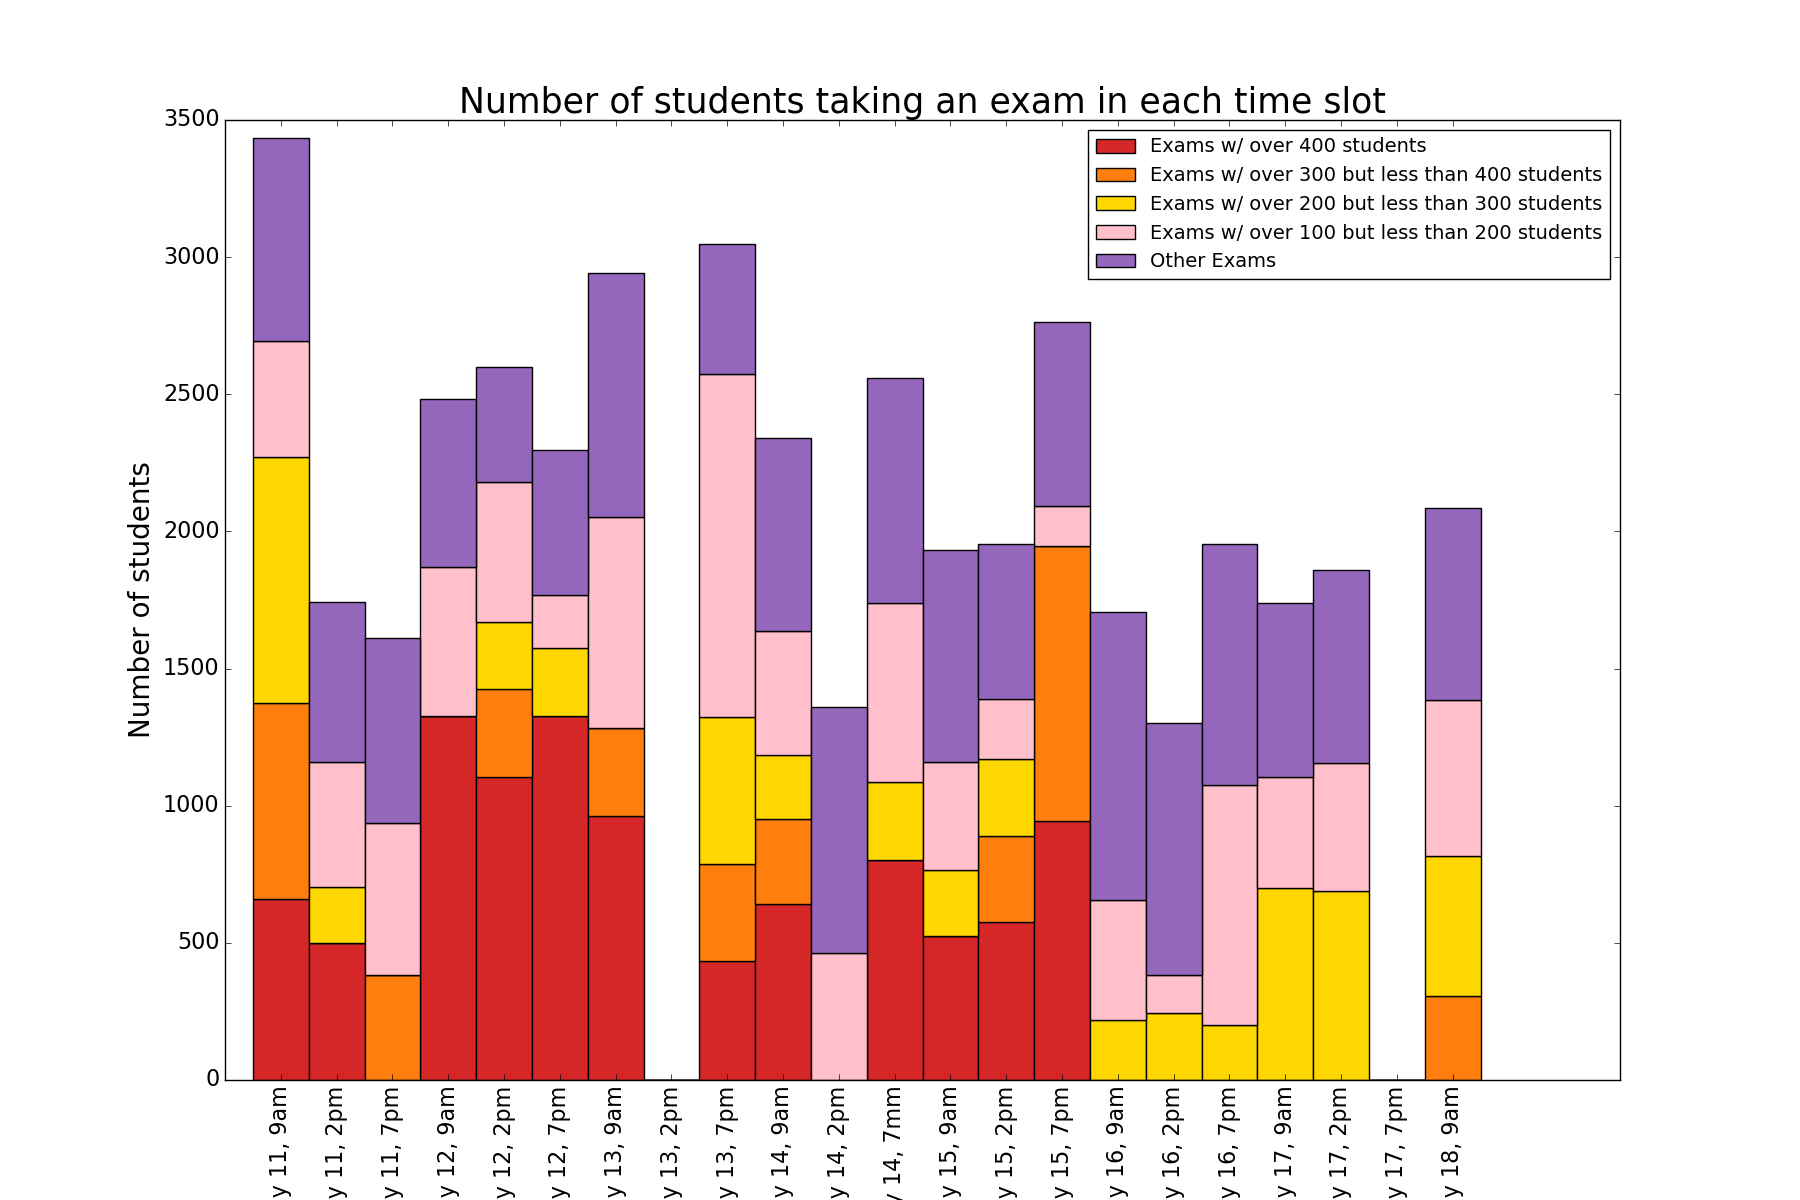 Number of students taking an exam in each time slot
Exams w/ over 400 students
Exams w/ over 300 but less than 400 students
Exams w/ over 200 but less than 300 students
Exams w/ over 100 but less than 200 students
Other Exams
Number of students
3500
3000
2500
2000
1500
1000
500
0
y 11, 9am
y 11, 2pm
y 11, 7pm
y 12, 9am
y 12, 2pm
y 12, 7pm
y 13, 9am
y 13, 2pm
y 13, 7pm
y 14, 9am
y 14, 2pm
y 14, 7mm
y 15, 9am
y 15, 2pm
y 15, 7pm
y 16, 9am
y 16, 2pm
y 16, 7pm
y 17, 9am
y 17, 2pm
y 17, 7pm
y 18, 9am